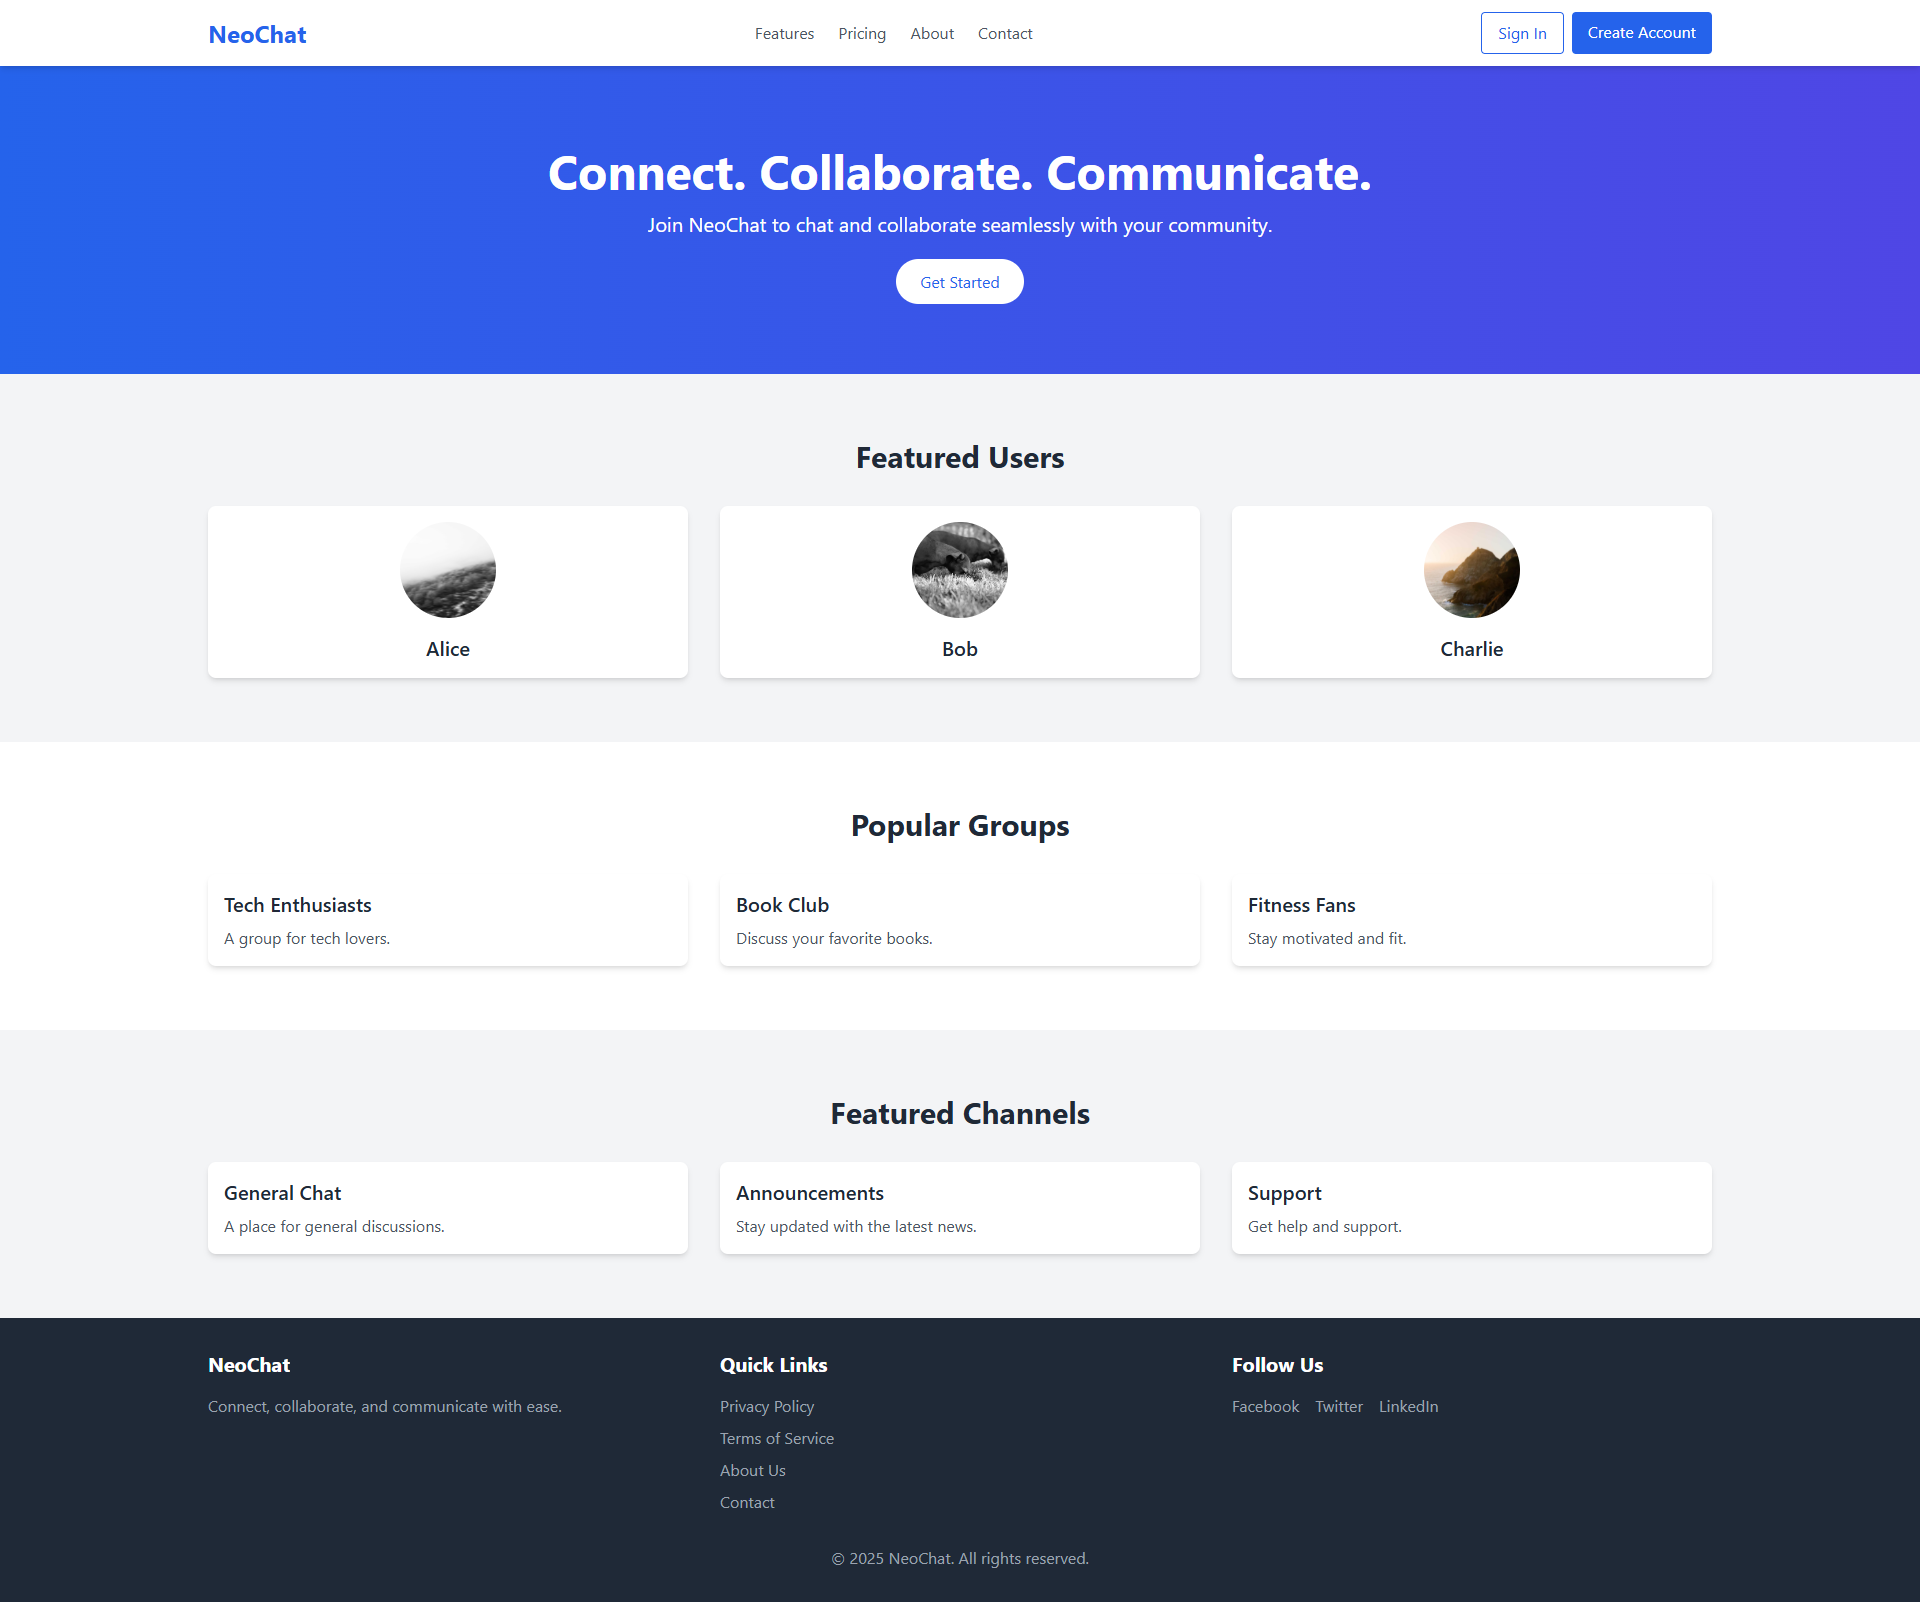 NeoChat
Features Pricing About Contact
Sign In Create Account
Connect. Collaborate. Communicate.
Join NeoChat to chat and collaborate seamlessly with your community.
Get Started
Featured Users
Alice
Bob
Charlie
Popular Groups
Tech Enthusiasts
A group for tech lovers.
Book Club
Discuss your favorite books.
Fitness Fans
Stay motivated and fit.
Featured Channels
General Chat
A place for general discussions.
Announcements
Stay updated with the latest news.
Support
Get help and support.
NeoChat
Connect, collaborate, and communicate with ease.
Quick Links
Privacy Policy
Terms of Service
About Us
Contact
Follow Us
Facebook Twitter LinkedIn
© 2025 NeoChat. All rights reserved.